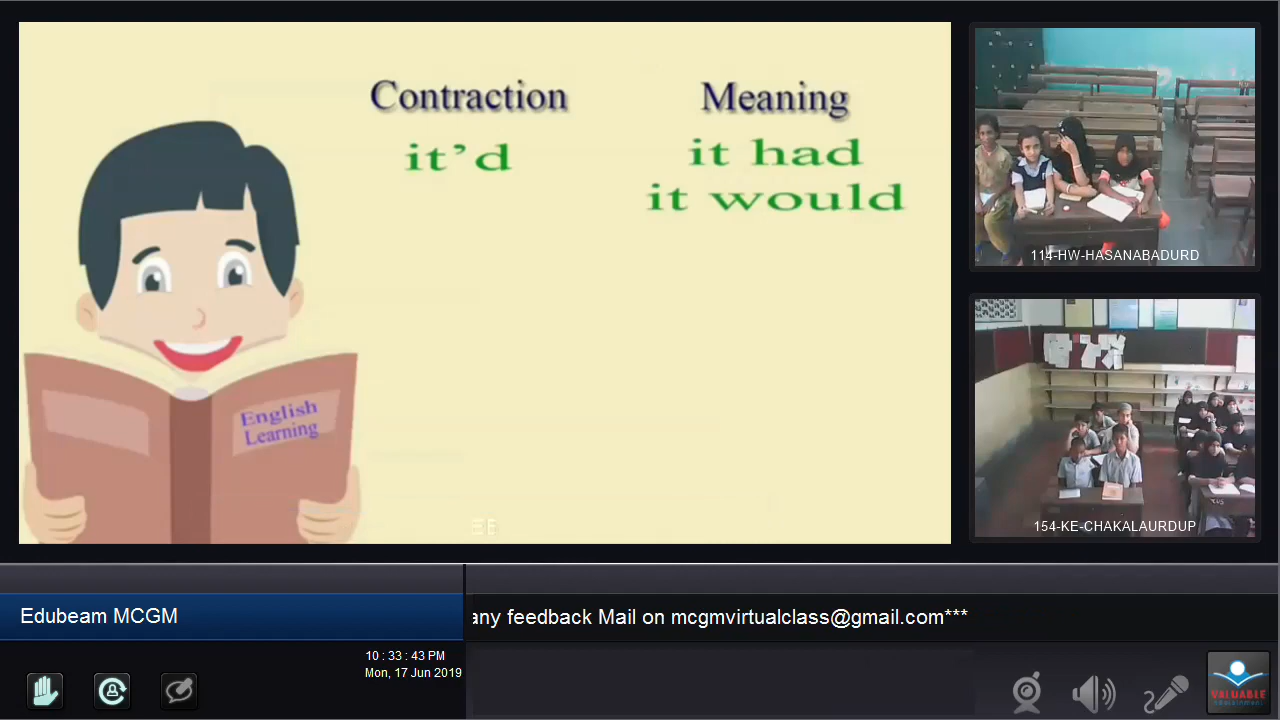 Contraction Meaning
it’d it had
it would
English
Learning
114-HW-HASANABADURD
154-KE-CHAKALAURDUP
Edubeam MCGM
any feedback Mail on mcgmvirtualclass@gmail.com***
10 : 33 : 43 PM
Mon, 17 Jun 2019
VALUABLE